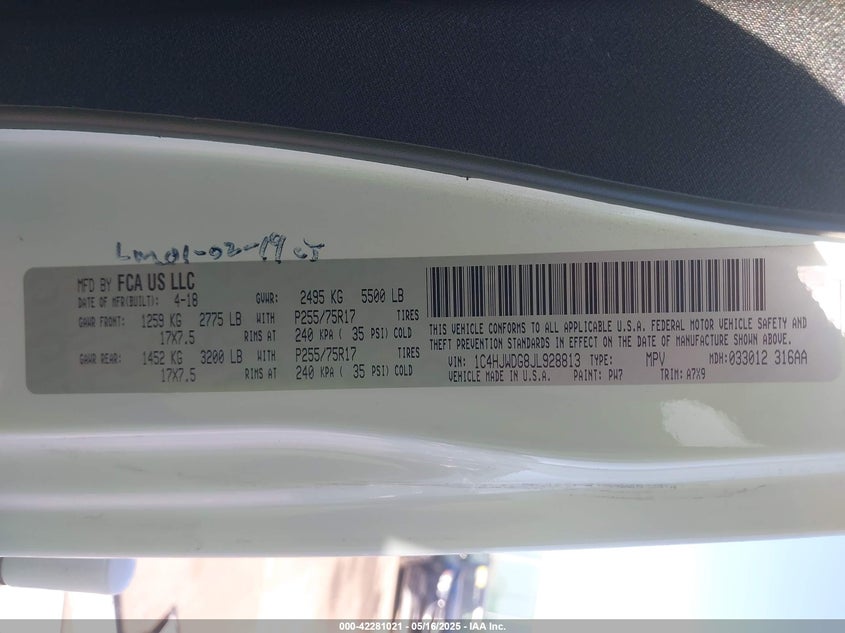 LM01-02-19
MFD BY FCA US LLC
DATE OF MFR(BUILT): 4-18 GVWR: 2495 KG 5500 LB
GAWR FRONT: 1259 KG 2775 LB WITH P255/75R17 TIRES
17X7.5 RIMS AT 240 KPA ( 35 PSI) COLD
GAWR REAR: 1452 KG 3200 LB WITH P255/75R17 TIRES
17X7.5 RIMS AT 240 KPA ( 35 PSI) COLD
THIS VEHICLE CONFORMS TO ALL APPLICABLE U.S.A. FEDERAL MOTOR VEHICLE SAFETY AND
THEFT PREVENTION STANDARDS IN EFFECT ON THE DATE OF MANUFACTURE SHOWN ABOVE.
VIN: 1C4HJWDG8JL928813 TYPE: MPV MDH: 033012 316AA
VEHICLE MADE IN U.S.A. PAINT: PW7 TRIM: A7X9
000-42281021 - 05/16/2025 - IAA Inc.